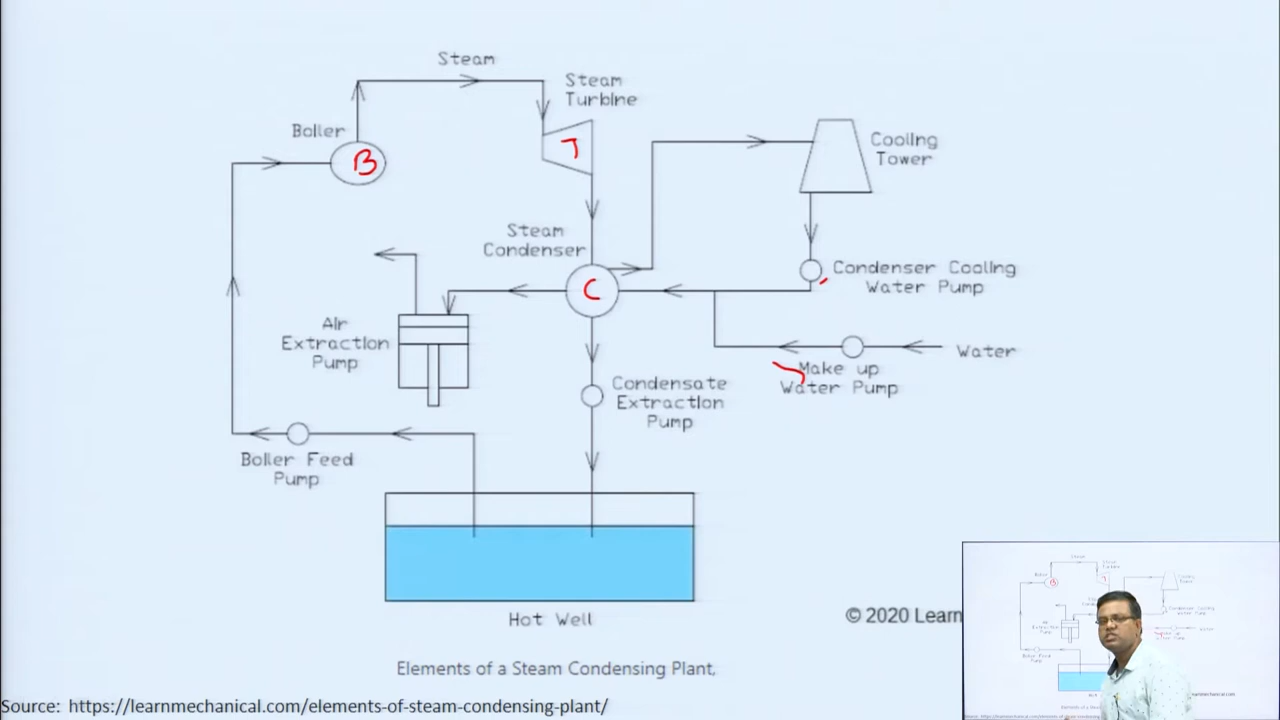 Steam
Steam
Turbine
Boiler
B
T
Cooling
Tower
Steam
Condenser
C
Condenser Cooling
Water Pump
Air
Extraction
Pump
Water
Make up
Water Pump
Condensate
Extraction
Pump
Boiler Feed
Pump
Hot Well
© 2020 Learn
Elements of a Steam Condensing Plant,
Source: https://learnmechanical.com/elements-of-steam-condensing-plant/